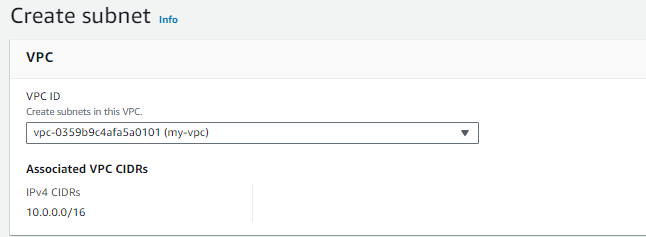 Create subnet Info
VPC
VPC ID
Create subnets in this VPC.
vpc-0359b9c4afa5a0101 (my-vpc)
Associated VPC CIDRs
IPv4 CIDRs
10.0.0.0/16